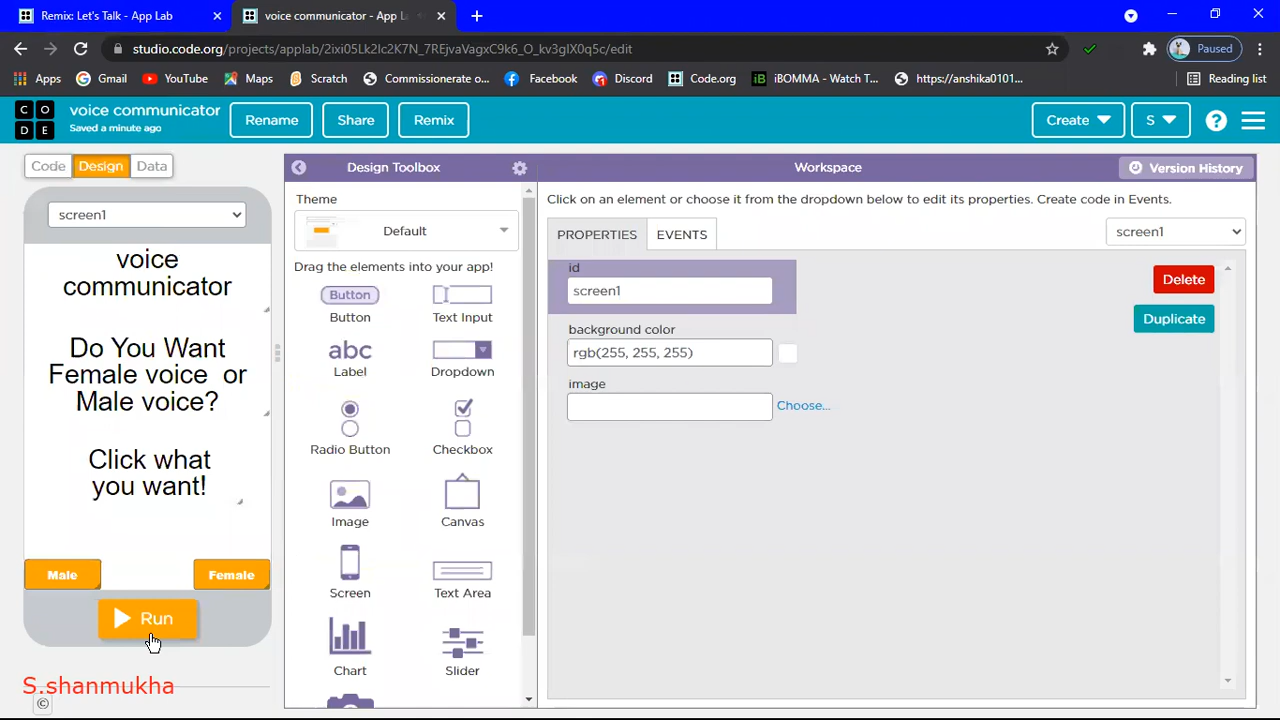 Remix: Let's Talk - App Lab
voice communicator - App L
studio.code.org/projects/applab/2ixi05Lk2Ic2K7N_7REjvaVagxC9k6_O_kv3glX0q5c/edit
Paused
Apps
Gmail
YouTube
Maps
Scratch
Commissionerate o...
Facebook
Discord
Code.org
iBOMMA - Watch T...
https://anshika0101...
Reading list
CODE
voice communicator
Saved a minute ago
Rename
Share
Remix
Create
S
?
Code
Design
Data
Design Toolbox
Workspace
Version History
screen1
voice
communicator
Do You Want
Female voice or
Male voice?
Click what
you want!
Male
Female
Run
S.shanmukha
©
Theme
Default
Drag the elements into your app!
Button
Button
Text Input
abc
Label
Dropdown
Radio Button
Checkbox
Image
Canvas
Screen
Text Area
Chart
Slider
Click on an element or choose it from the dropdown below to edit its properties. Create code in Events.
PROPERTIES
EVENTS
screen1
id
screen1
Delete
Duplicate
background color
rgb(255, 255, 255)
image
Choose...